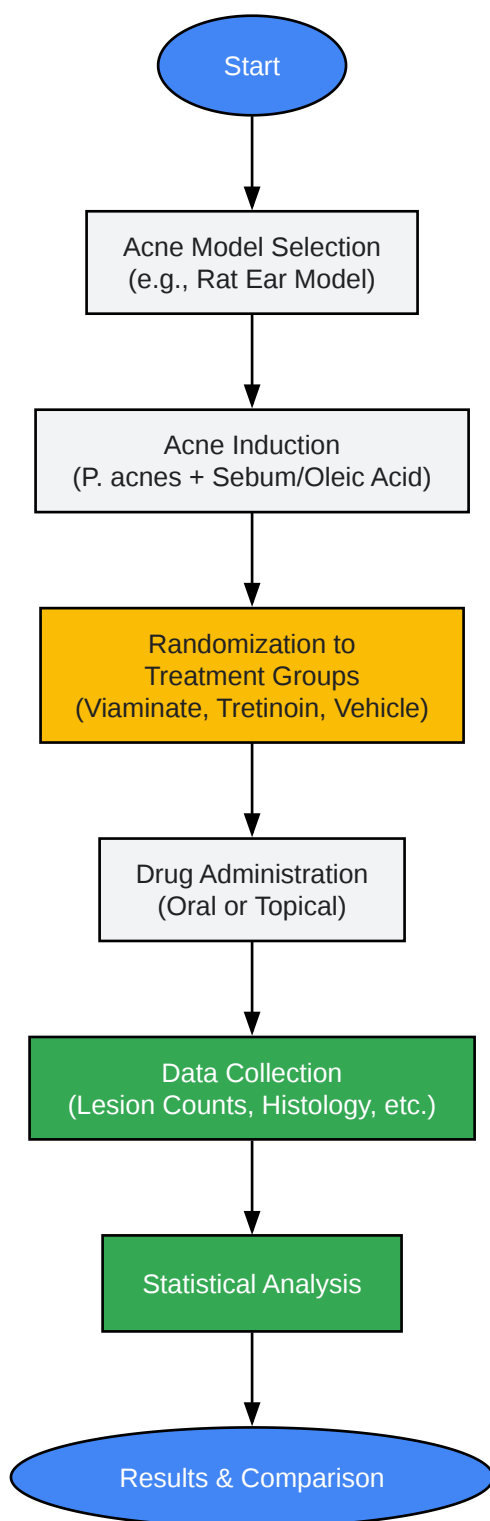 Start
Acne Model Selection
(e.g., Rat Ear Model)
Acne Induction
(P. acnes + Sebum/Oleic Acid)
Randomization to
Treatment Groups
(Viaminate, Tretinoin, Vehicle)
Drug Administration
(Oral or Topical)
Data Collection
(Lesion Counts, Histology, etc.)
Statistical Analysis
Results & Comparison